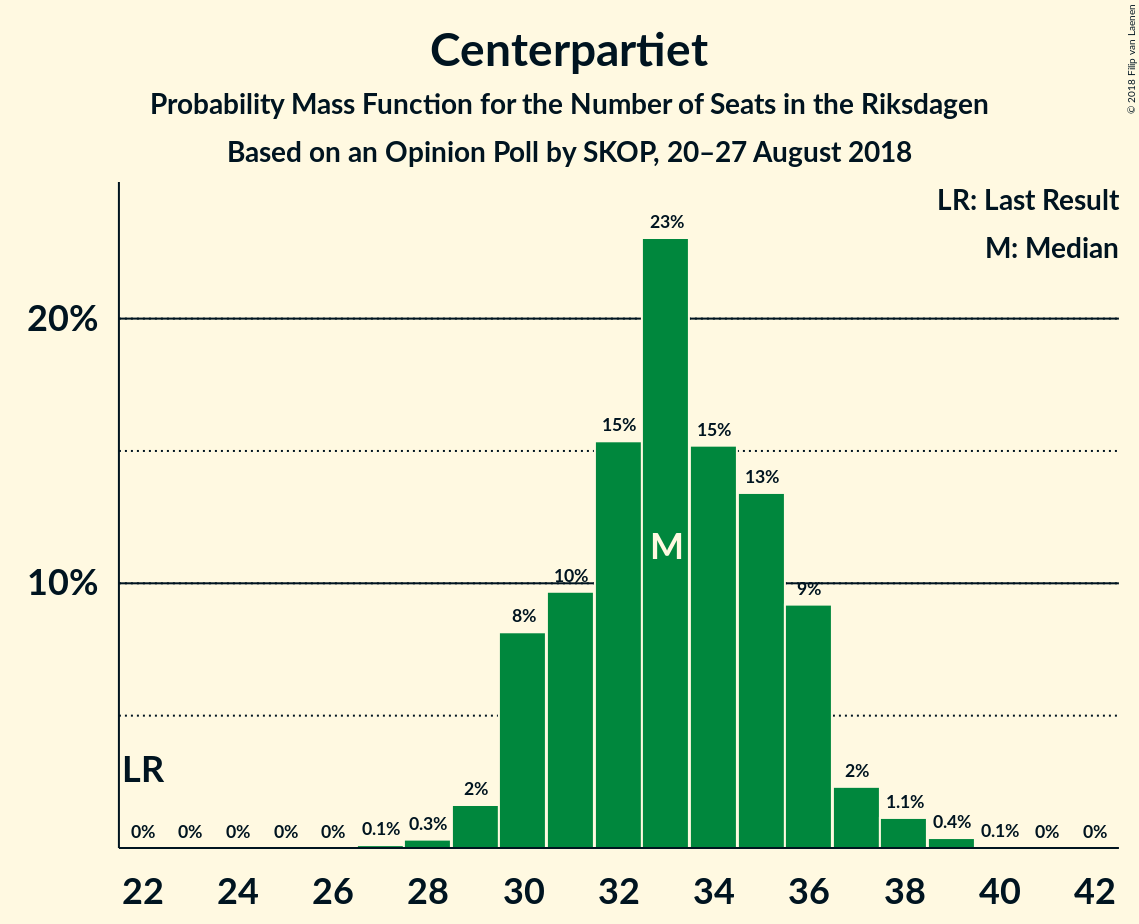 Centerpartiet
Probability Mass Function for the Number of Seats in the Riksdagen
Based on an Opinion Poll by SKOP, 20–27 August 2018
© 2018 Filip van Laenen
LR: Last Result
M: Median
20%
10%
0%
0%
0%
0%
0%
0.1%
0.3%
2%
8%
10%
15%
23%
15%
13%
9%
2%
1.1%
0.4%
0.1%
0%
0%
M
LR
22 24 26 28 30 32 34 36 38 40 42